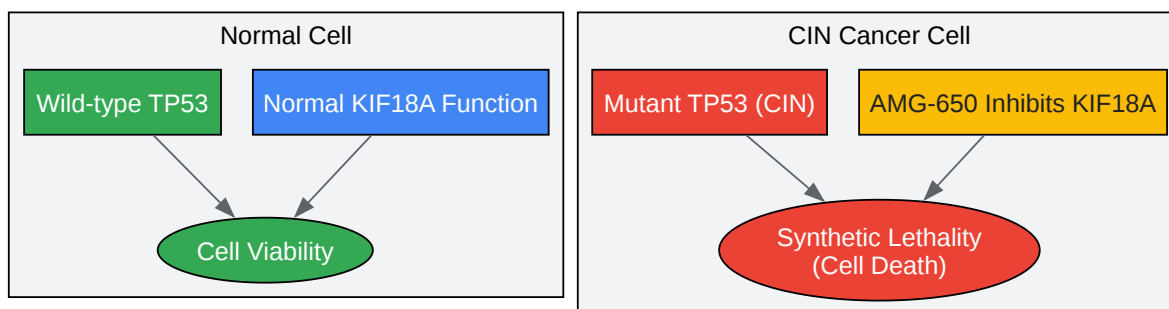 Normal Cell
Wild-type TP53
Normal KIF18A Function
Cell Viability
CIN Cancer Cell
Mutant TP53 (CIN)
AMG-650 Inhibits KIF18A
Synthetic Lethality
(Cell Death)